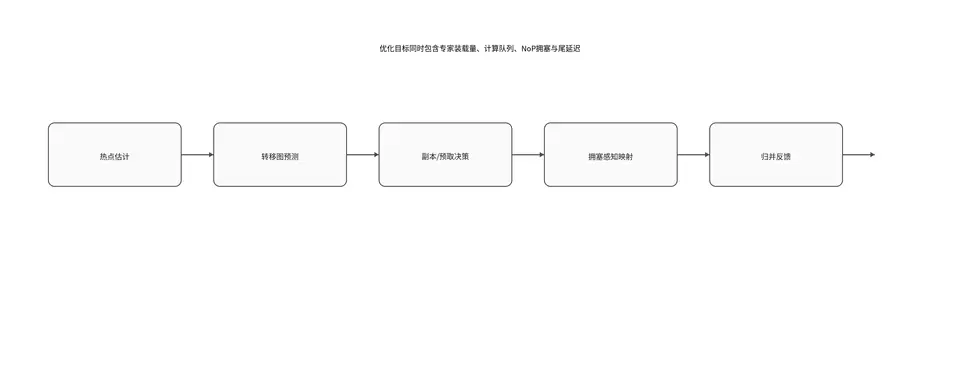 优化目标同时包含专家装载量、计算队列、NoP拥塞与尾延迟
热点估计
转移图预测
副本/预取决策
拥塞感知映射
归并反馈